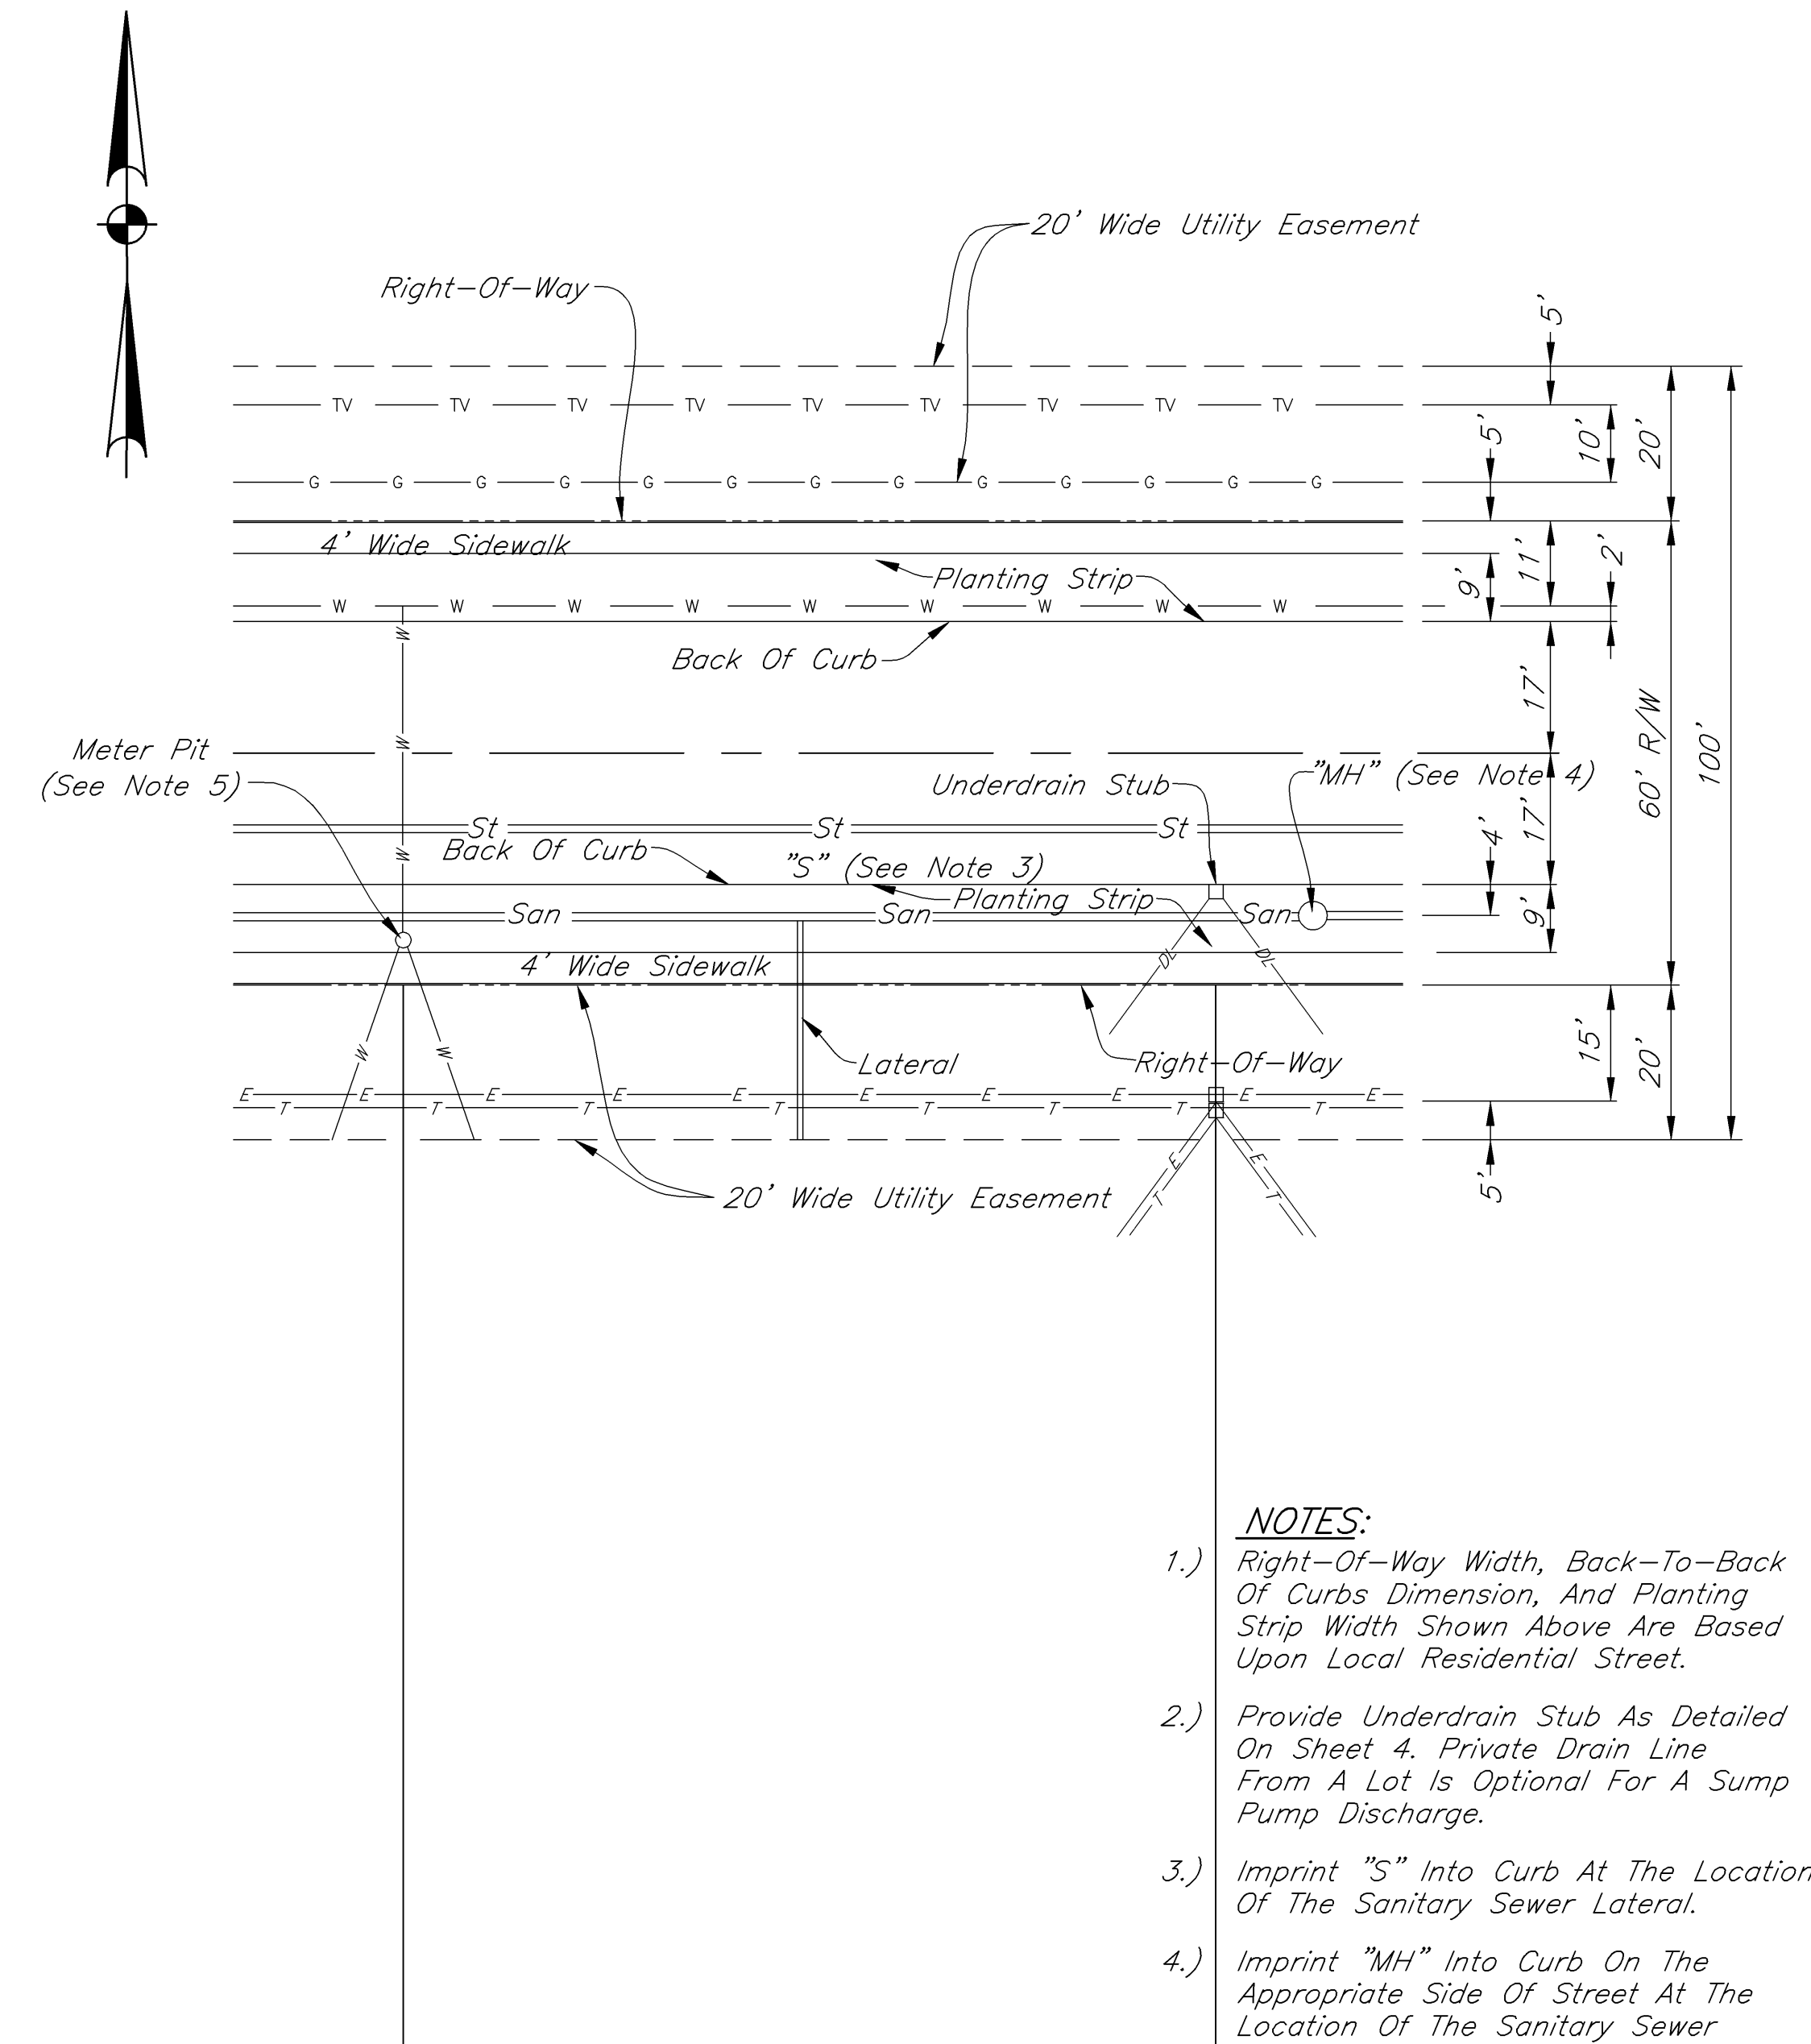 20' Wide Utility Easement
Right-Of-Way
5'
TV TV TV TV TV TV TV TV TV
5'
10'
20'
G G G G G G G G G G G G G
4' Wide Sidewalk
Planting Strip
9'
11'
2'
W W W W W W W W W
W
Back Of Curb
17'
60' R/W
100'
Meter Pit
(See Note 5)
W
Underdrain Stub
"MH" (See Note 4)
St St St
W
Back Of Curb
"S" (See Note 3)
4'
17'
Planting Strip
San San San
9'
4' Wide Sidewalk
DL DL
W W
Lateral
Right-Of-Way
15'
20'
E E E E E E E E E E
T T T T T T T T T
E E
T T
5'
20' Wide Utility Easement
NOTES:
1.) Right-Of-Way Width, Back-To-Back
Of Curbs Dimension, And Planting
Strip Width Shown Above Are Based
Upon Local Residential Street.
2.) Provide Underdrain Stub As Detailed
On Sheet 4. Private Drain Line
From A Lot Is Optional For A Sump
Pump Discharge.
3.) Imprint "S" Into Curb At The Location
Of The Sanitary Sewer Lateral.
4.) Imprint "MH" Into Curb On The
Appropriate Side Of Street At The
Location Of The Sanitary Sewer